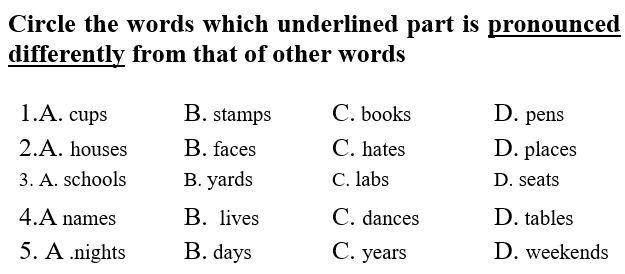 Circle the words which underlined part is pronounced
differently from that of other words
1.A. cups B. stamps C. books D. pens
2.A. houses B. faces C. hates D. places
3. A. schools B. yards C. labs D. seats
4.A names B. lives C. dances D. tables
5. A .nights B. days C. years D. weekends